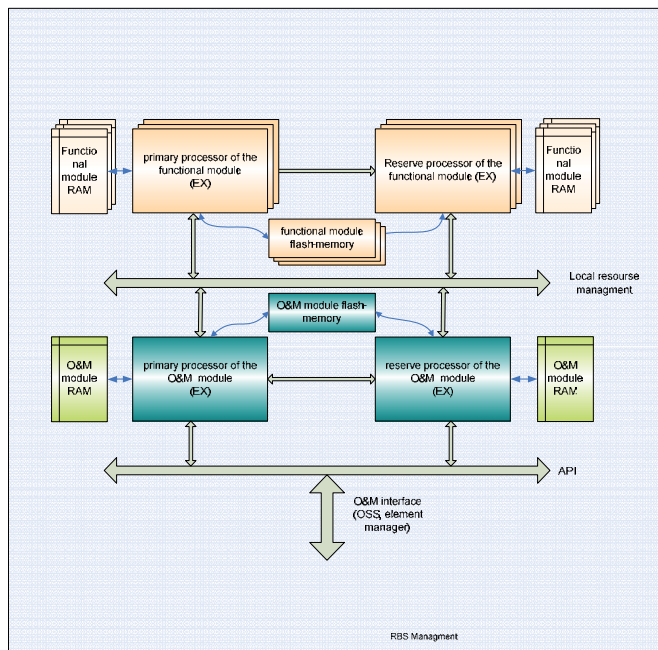 Functio
nal
module
RAM
primary processor of the
functional module
(EX)
Reserve processor of the
functional module (EX)
Functio
nal
module
RAM
functional module
flash-memory
Local resourse
managment
O&M module flash-
memory
O&M
module
RAM
primary processor of the
O&M module
(EX)
reserve processor of the
O&M module
(EX)
O&M
module
RAM
API
O&M interface
(OSS, element
manager)
RBS Managment